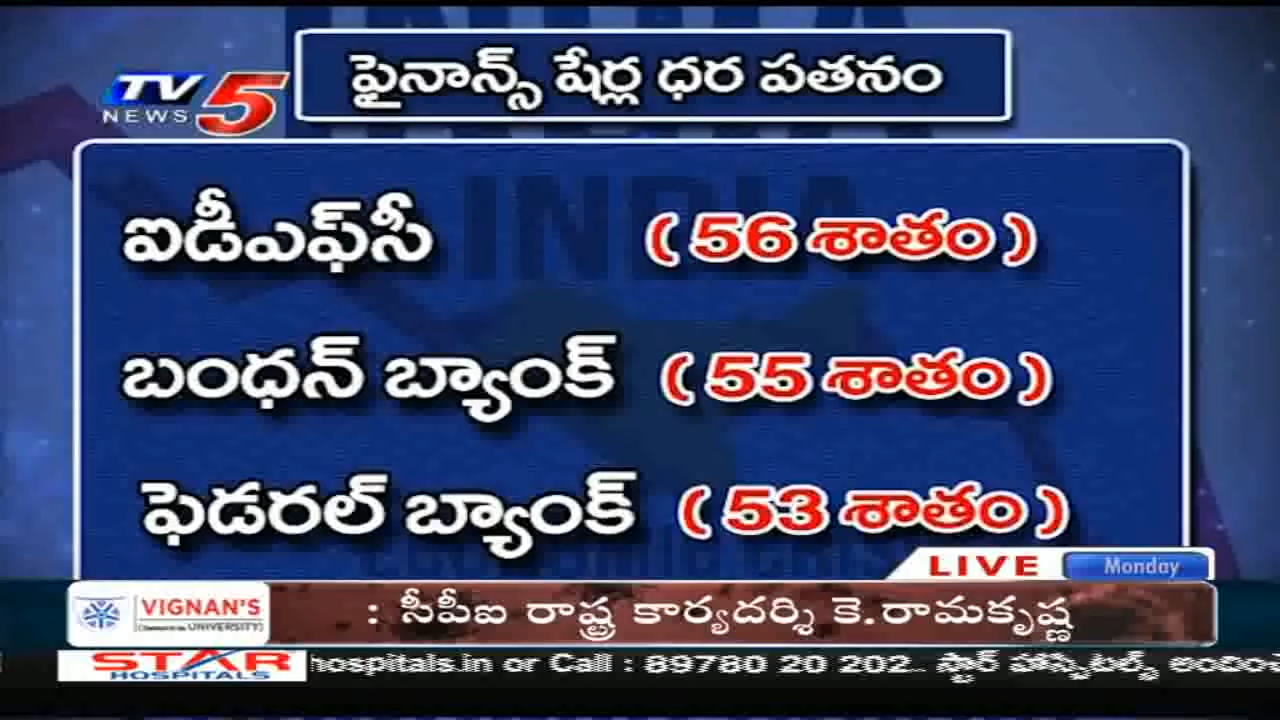 ఫైనాన్స్ షేర్ల ధర పతనం
TV5
NEWS
ఐడీఎఫ్‌సీ ( 56 శాతం )
బంధన్ బ్యాంక్ ( 55 శాతం )
ఫెడరల్ బ్యాంక్ ( 53 శాతం )
LIVE Monday
VIGNAN'S
UNIVERSITY
: సీపీఐ రాష్ట్ర కార్యదర్శి కె.రామకృష్ణ
STAR
HOSPITALS
hospitals.in or Call : 89780 20 202. స్టార్ హాస్పిటల్స్